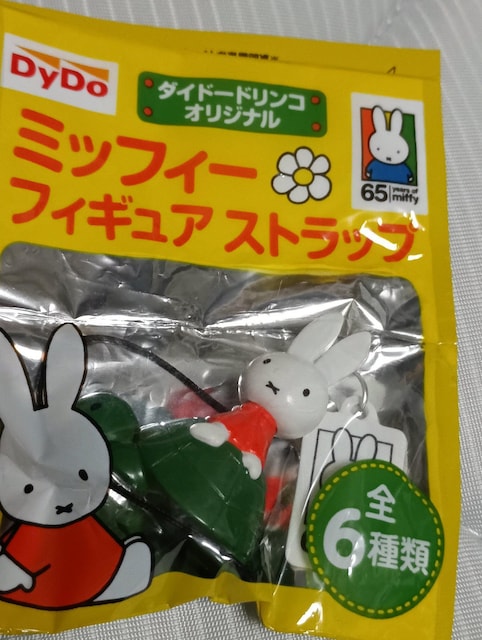 DyDo
ダイドードリンコ
オリジナル
ミッフィー
フィギュア ストラップ
65 years of
miffy
全
6種類